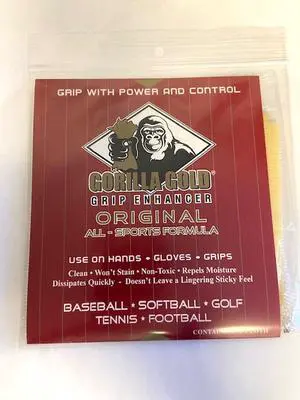 GRIP WITH POWER AND CONTROL
GORILLA GOLD®
GRIP ENHANCER
ORIGINAL
ALL - SPORTS FORMULA
USE ON HANDS • GLOVES • GRIPS
Clean • Won't Stain • Non-Toxic • Repels Moisture
Dissipates Quickly - Doesn't Leave a Lingering Sticky Feel
BASEBALL * SOFTBALL * GOLF
TENNIS * FOOTBALL